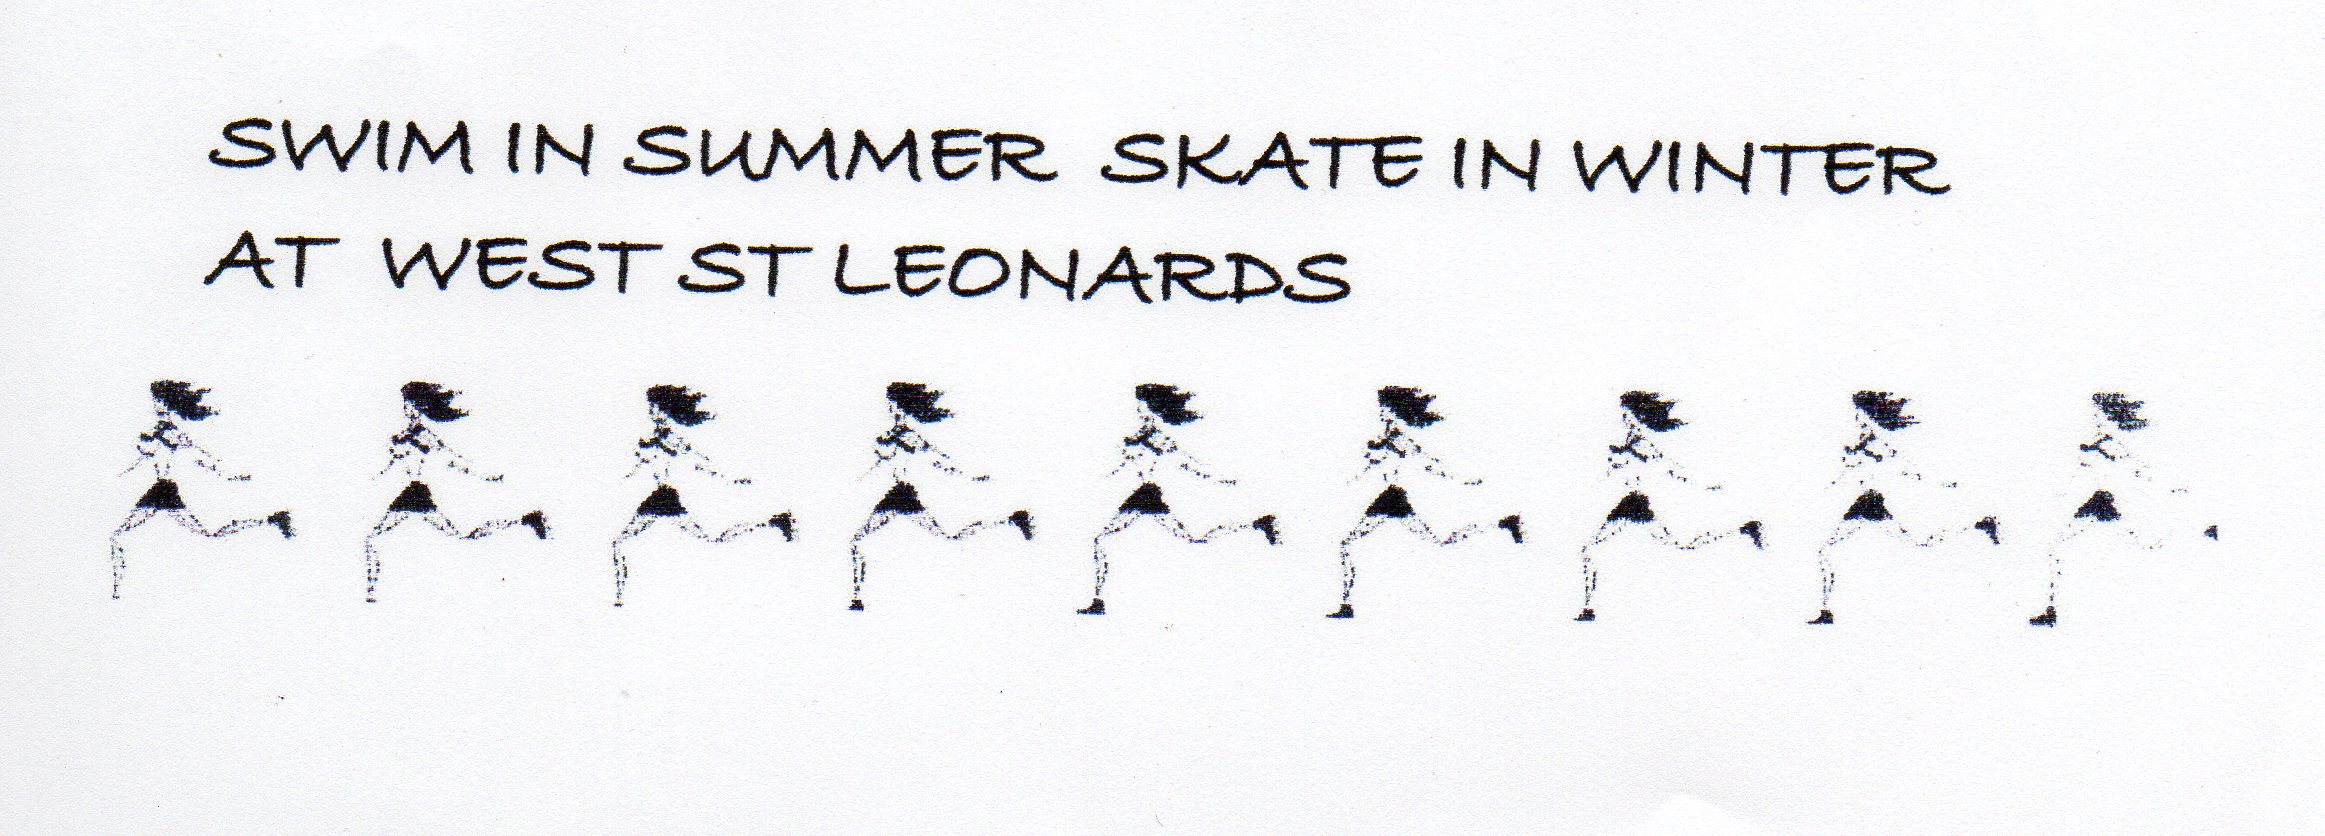 SWIM IN SUMMER SKATE IN WINTER
AT WEST ST LEONARDS